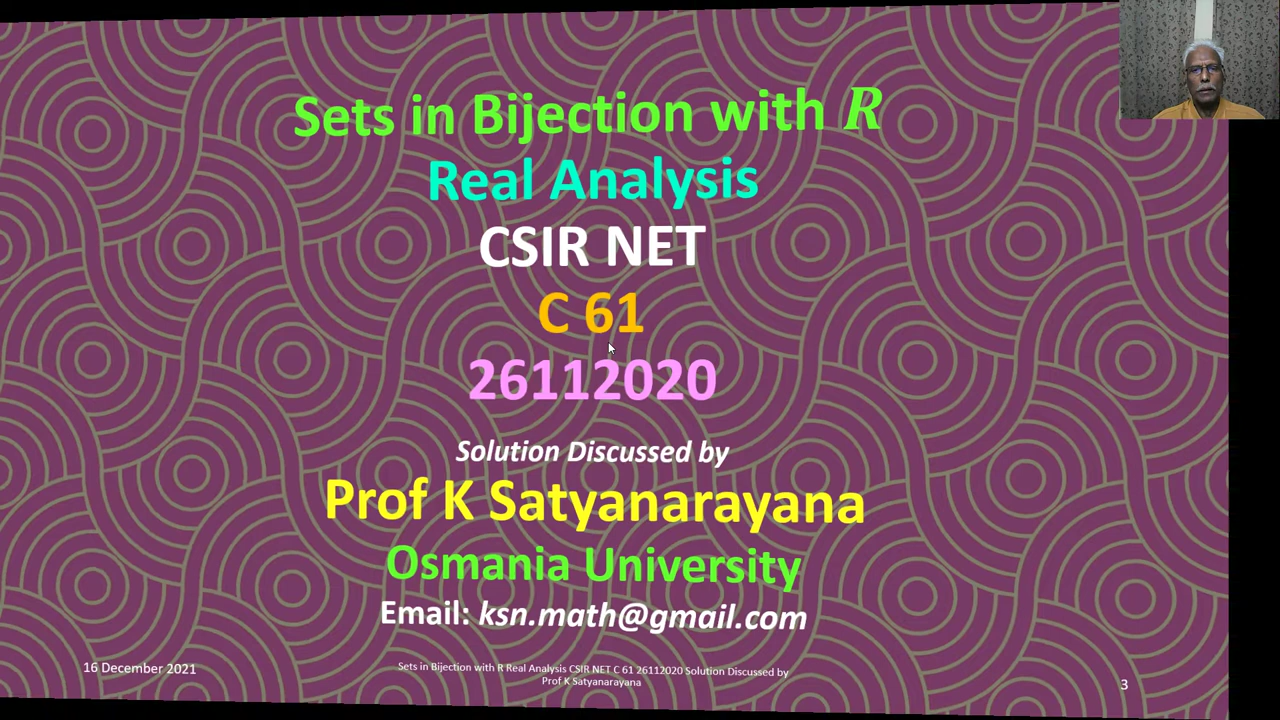 Sets in Bijection with R
Real Analysis
CSIR NET
C 61
26112020
Solution Discussed by
Prof K Satyanarayana
Osmania University
Email: ksn.math@gmail.com
16 December 2021
Sets in Bijection with R Real Analysis CSIR NET C 61 26112020 Solution Discussed by
Prof K Satyanarayana
3